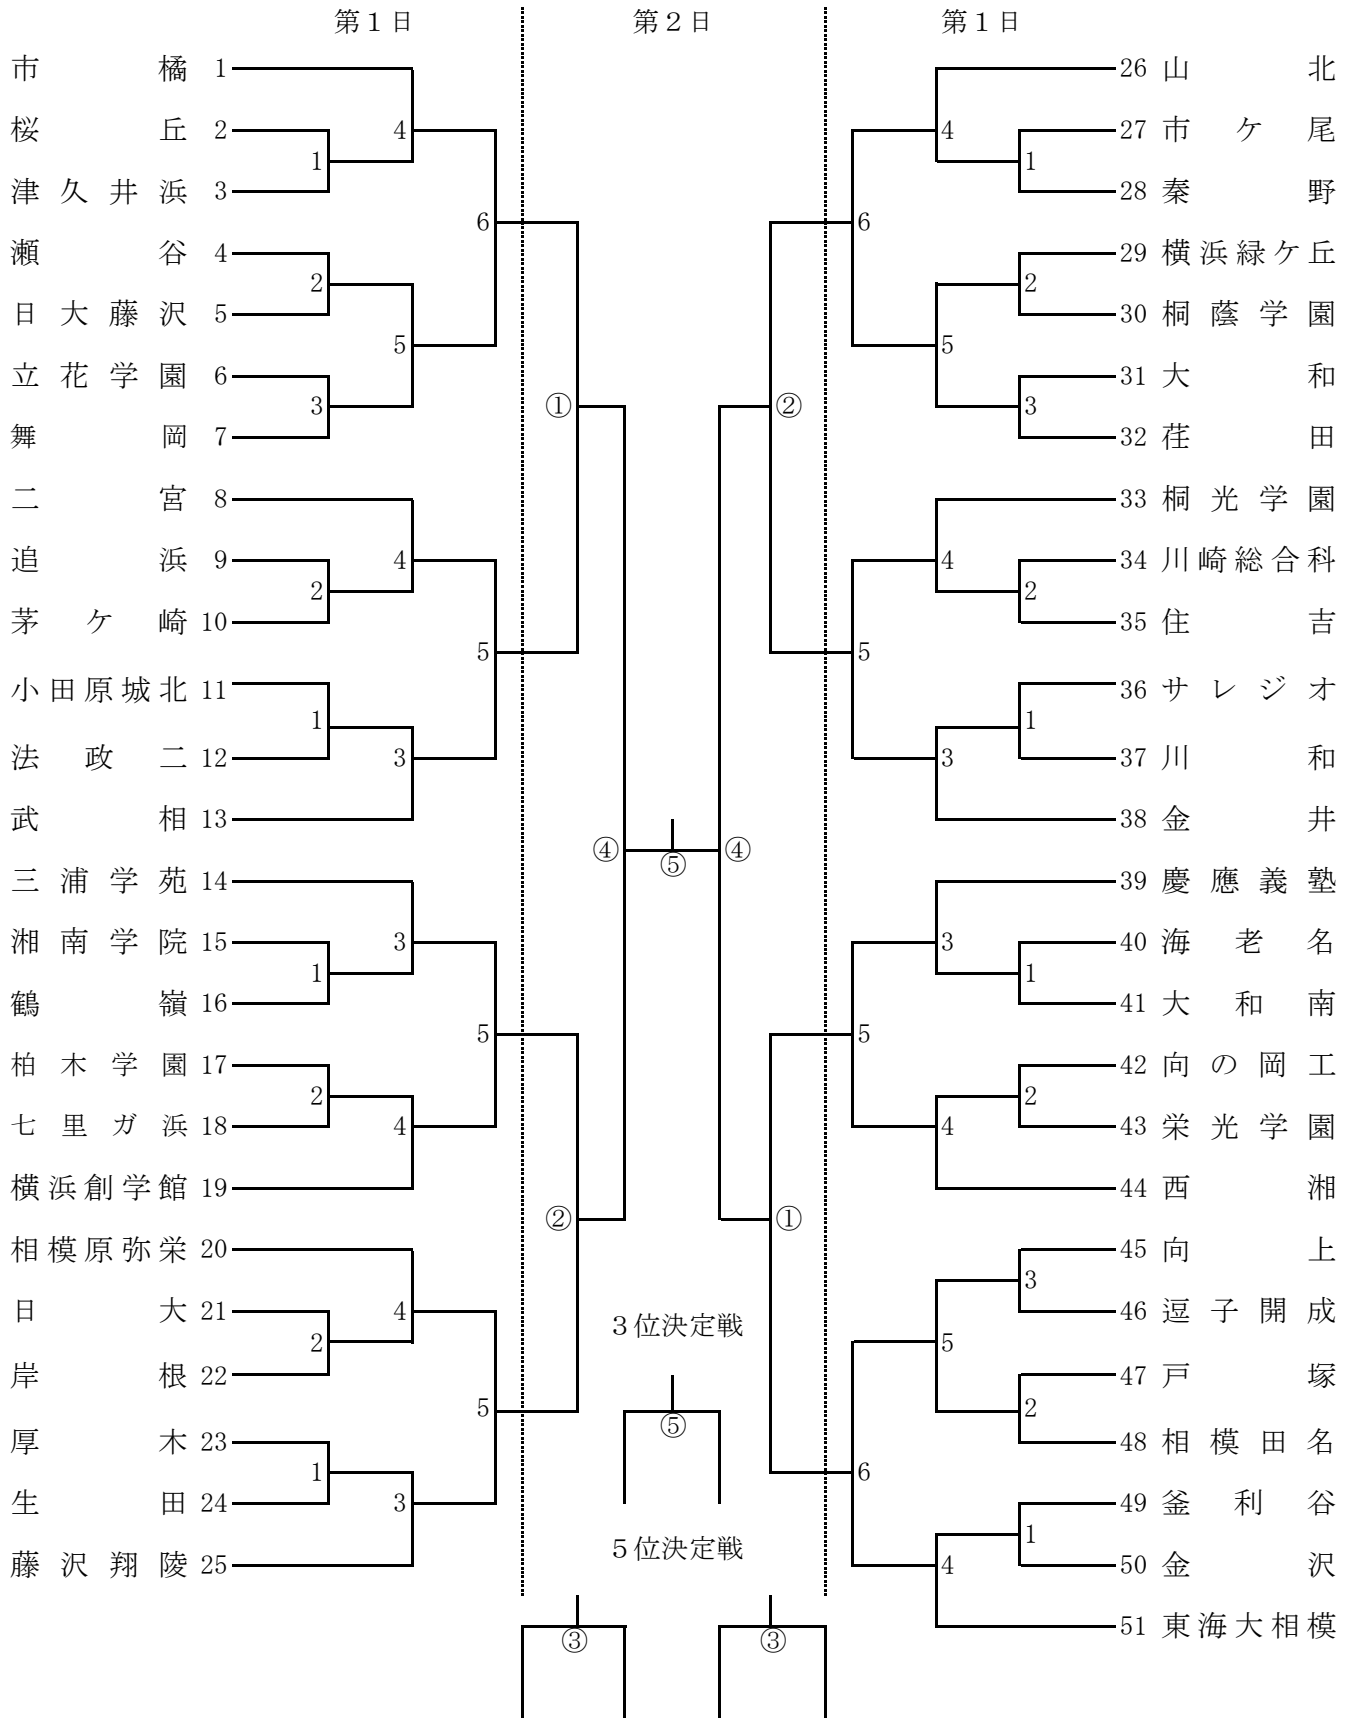 第１日 第２日 第１日
市橘 1 26 山北
桜丘 2 4 4 27 市ケ尾
1 1
津久井浜 3 28 秦野
6 6
瀬谷 4 29 横浜緑ケ丘
2 2
日大藤沢 5 30 桐蔭学園
5 5
立花学園 6 31 大和
3 ① ② 3
舞岡 7 32 荏田
二宮 8 33 桐光学園
追浜 9 4 4 34 川崎総合科
2 2
茅ケ崎 10 35 住吉
5 5
小田原城北 11 36 サレジオ
1 1
法政二 12 3 3 37 川和
武相 13 38 金井
④ ⑤ ④
三浦学苑 14 39 慶應義塾
湘南学院 15 3 3 40 海老名
1 1
鶴嶺 16 41 大和南
5 5
柏木学園 17 42 向の岡工
2 2
七里ガ浜 18 4 4 43 栄光学園
横浜創学館 19 44 西湘
② ①
相模原弥栄 20 45 向上
3
日大 21 4 46 逗子開成
３位決定戦
2 5
岸根 22 47 戸塚
5 ⑤ 2
厚木 23 48 相模田名
1 6
生田 24 3 49 釜利谷
1
５位決定戦
藤沢翔陵 25 4 50 金沢
③ ③ 51 東海大相模